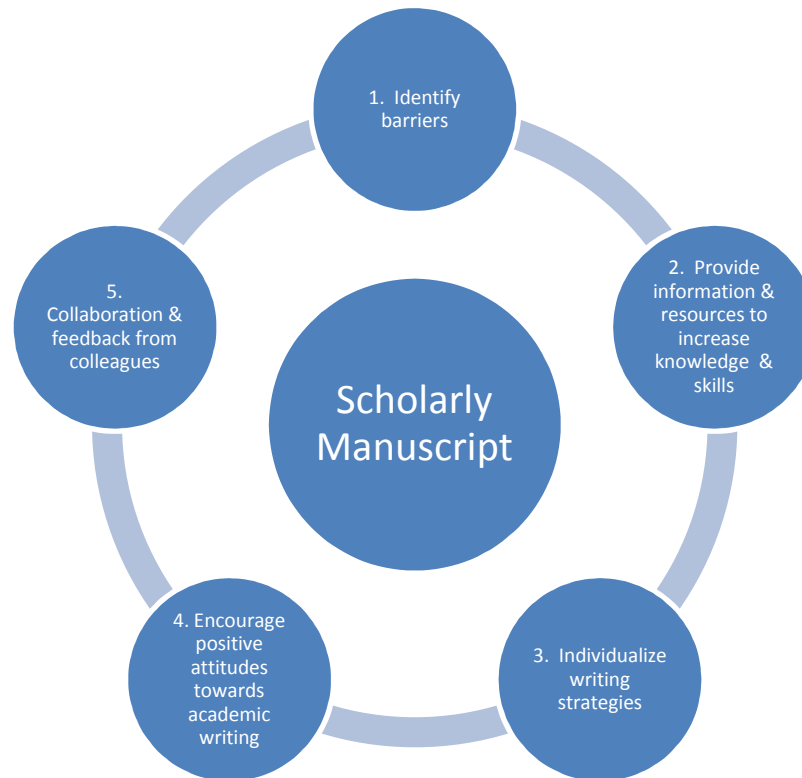 1. Identify
barriers
2. Provide
information &
resources to
increase
knowledge &
skills
3. Individualize
writing
strategies
4. Encourage
positive
attitudes
towards
academic
writing
5.
Collaboration &
feedback from
colleagues
Scholarly
Manuscript